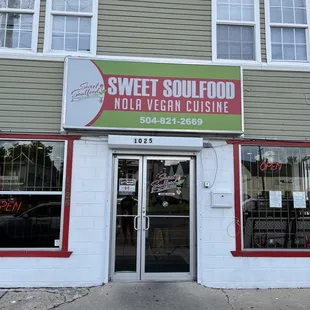 Sweet Soulfood
SWEET SOULFOOD
NOLA VEGAN CUISINE
504-821-2669
1025
OPEN
OPEN